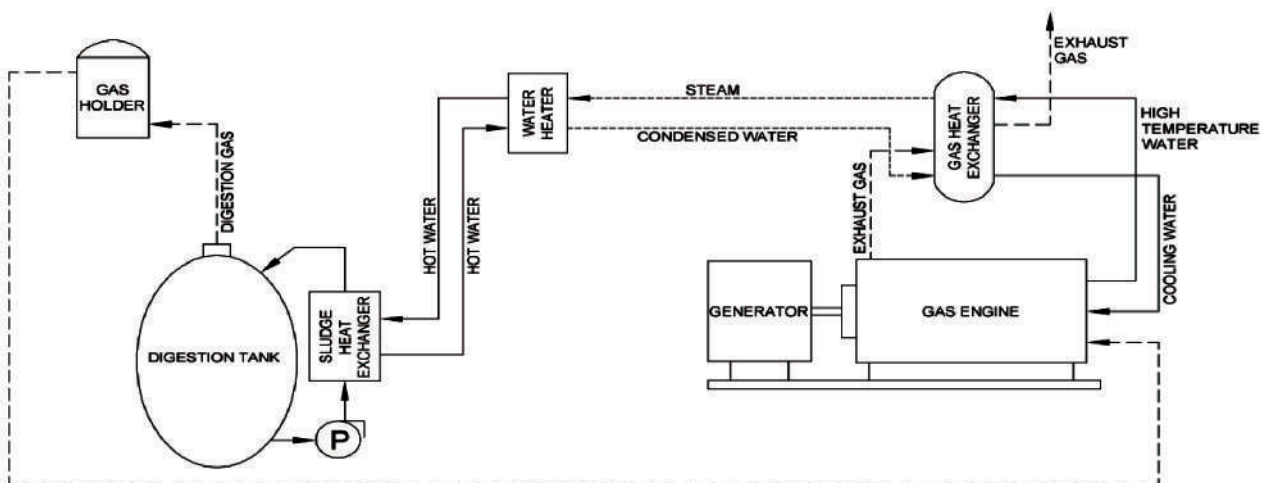 EXHAUST
GAS
GAS
HOLDER
DIGESTION GAS
WATER
HEATER
STEAM
CONDENSED WATER
GAS HEAT
EXCHANGER
HIGH
TEMPERATURE
WATER
EXHAUST GAS
COOLING WATER
HOT WATER
HOT WATER
SLUDGE
HEAT
EXCHANGER
DIGESTION TANK
GENERATOR
GAS ENGINE
P